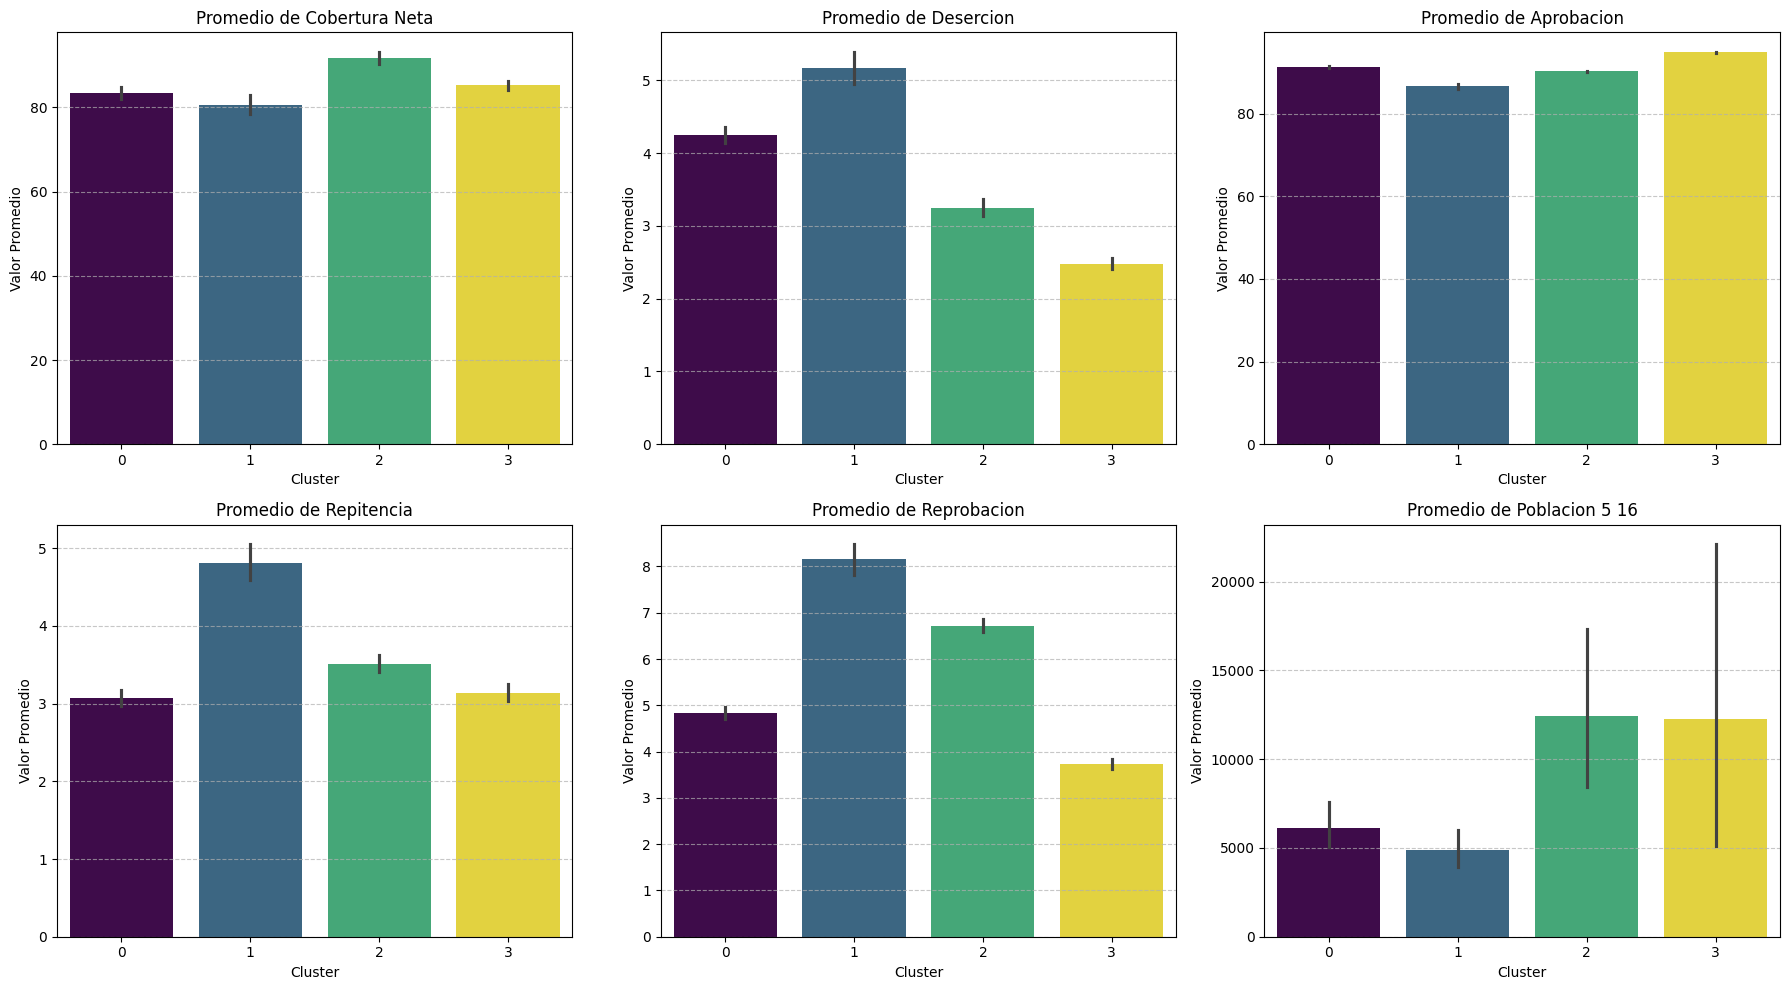 Promedio de Cobertura Neta
Valor Promedio
80
60
40
20
0
0 1 2 3
Cluster
Promedio de Desercion
Valor Promedio
5
4
3
2
1
0
0 1 2 3
Cluster
Promedio de Aprobacion
Valor Promedio
80
60
40
20
0
0 1 2 3
Cluster
Promedio de Repitencia
Valor Promedio
5
4
3
2
1
0
0 1 2 3
Cluster
Promedio de Reprobacion
Valor Promedio
8
7
6
5
4
3
2
1
0
0 1 2 3
Cluster
Promedio de Poblacion 5 16
Valor Promedio
20000
15000
10000
5000
0
0 1 2 3
Cluster